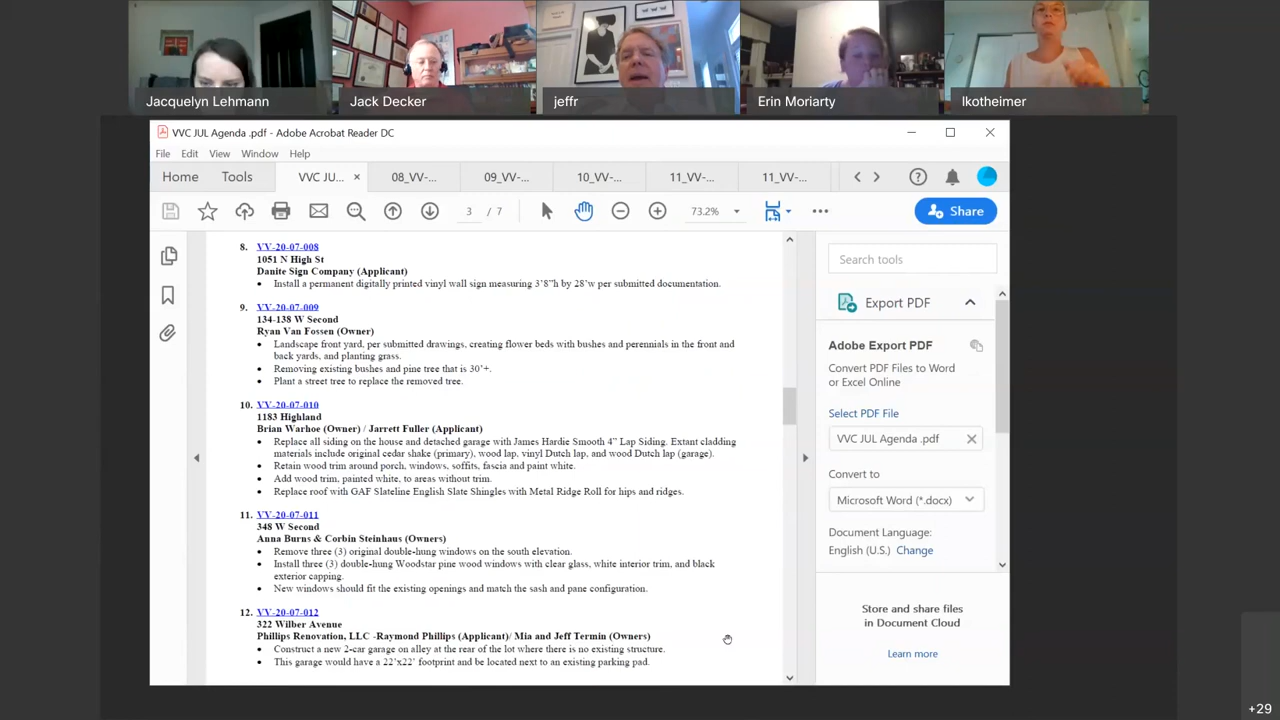 Jacquelyn Lehmann
Jack Decker
jeffr
Erin Moriarty
lkotheimer
VVC JUL Agenda .pdf - Adobe Acrobat Reader DC
File Edit View Window Help
Home Tools VVC JU... × 08_VV-... 09_VV-... 10_VV-... 11_VV-... 11_VV-...
3 / 7 73.2% Share
8. VV-20-07-008
1051 N High St
Danite Sign Company (Applicant)
• Install a permanent digitally printed vinyl wall sign measuring 3'8"h by 28'w per submitted documentation.
9. VV-20-07-009
134-138 W Second
Ryan Van Fossen (Owner)
• Landscape front yard, per submitted drawings, creating flower beds with bushes and perennials in the front and
back yards, and planting grass.
• Removing existing bushes and pine tree that is 30'+.
• Plant a street tree to replace the removed tree.
10. VV-20-07-010
1183 Highland
Brian Warhoe (Owner) / Jarrett Fuller (Applicant)
• Replace all siding on the house and detached garage with James Hardie Smooth 4" Lap Siding. Extant cladding
materials include original cedar shake (primary), wood lap, vinyl Dutch lap, and wood Dutch lap (garage).
• Retain wood trim around porch, windows, soffits, fascia and paint white.
• Add wood trim, painted white, to areas without trim.
• Replace roof with GAF Slateline English Slate Shingles with Metal Ridge Roll for hips and ridges.
11. VV-20-07-011
348 W Second
Anna Burns & Corbin Steinhaus (Owners)
• Remove three (3) original double-hung windows on the south elevation.
• Install three (3) double-hung Woodstar pine wood windows with clear glass, white interior trim, and black
exterior capping.
• New windows should fit the existing openings and match the sash and pane configuration.
12. VV-20-07-012
322 Wilber Avenue
Phillips Renovation, LLC -Raymond Phillips (Applicant)/ Mia and Jeff Termin (Owners)
• Construct a new 2-car garage on alley at the rear of the lot where there is no existing structure.
• This garage would have a 22'x22' footprint and be located next to an existing parking pad.
Search tools
Export PDF
Adobe Export PDF
Convert PDF Files to Word
or Excel Online
Select PDF File
VVC JUL Agenda .pdf ×
Convert to
Microsoft Word (*.docx)
Document Language:
English (U.S.) Change
Store and share files
in Document Cloud
Learn more
+29